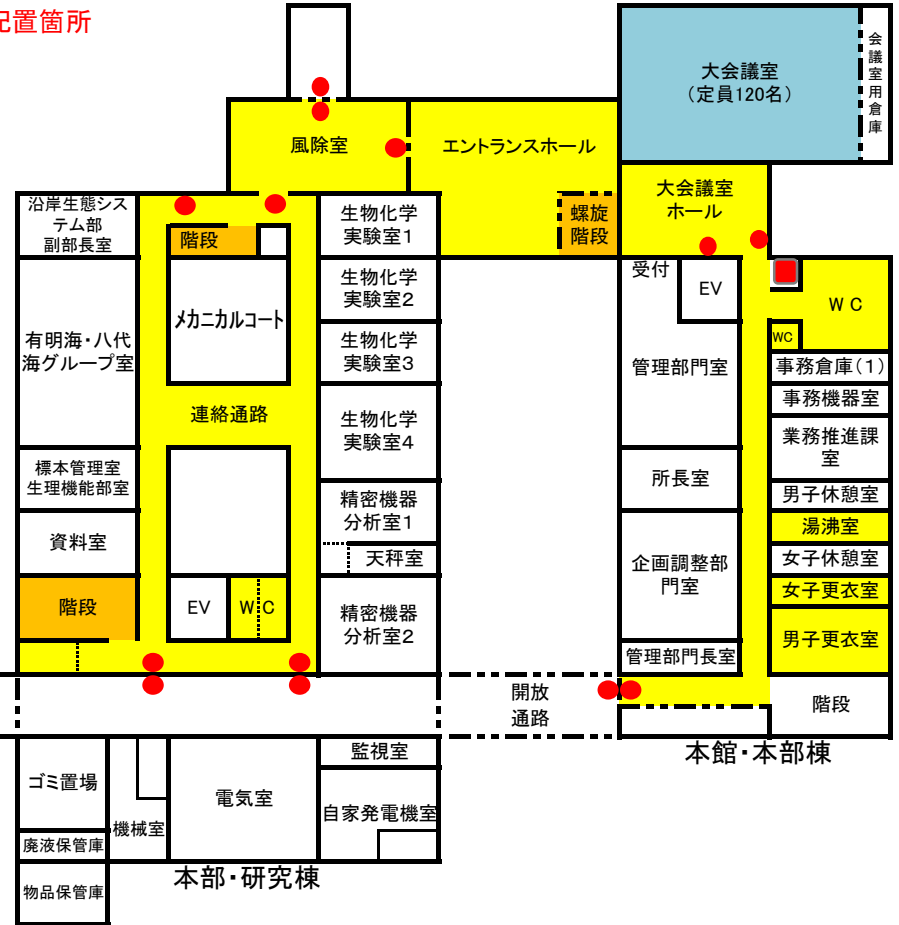 配置箇所
大会議室
（定員120名）
会議室用倉庫
風除室
エントランスホール
大会議室
ホール
螺旋
階段
沿岸生態シス
テム部
副部長室
階段
生物化学
実験室1
受付
EV
ＷＣ
WC
生物化学
実験室2
メカニカルコート
有明海・八代
海グループ室
生物化学
実験室3
管理部門室
事務倉庫（1）
事務機器室
連絡通路
生物化学
実験室4
業務推進課
室
標本管理室
生理機能部室
所長室
男子休憩室
精密機器
分析室1
湯沸室
資料室
天秤室
企画調整部
門室
女子休憩室
女子更衣室
階段
EV
ＷＣ
精密機器
分析室2
男子更衣室
管理部門長室
開放
通路
階段
本館・本部棟
監視室
ゴミ置場
電気室
自家発電機室
機械室
廃液保管庫
物品保管庫
本部・研究棟